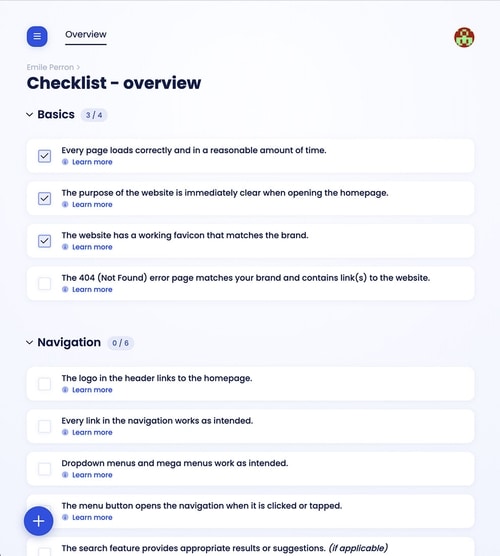 Overview
Emile Perron >
Checklist – overview
Basics 3 / 4
Every page loads correctly and in a reasonable amount of time.
Learn more
The purpose of the website is immediately clear when opening the homepage.
Learn more
The website has a working favicon that matches the brand.
Learn more
The 404 (Not Found) error page matches your brand and contains link(s) to the website.
Learn more
Navigation 0 / 6
The logo in the header links to the homepage.
Learn more
Every link in the navigation works as intended.
Learn more
Dropdown menus and mega menus work as intended.
Learn more
The menu button opens the navigation when it is clicked or tapped.
Learn more
The search feature provides appropriate results or suggestions. (if applicable)